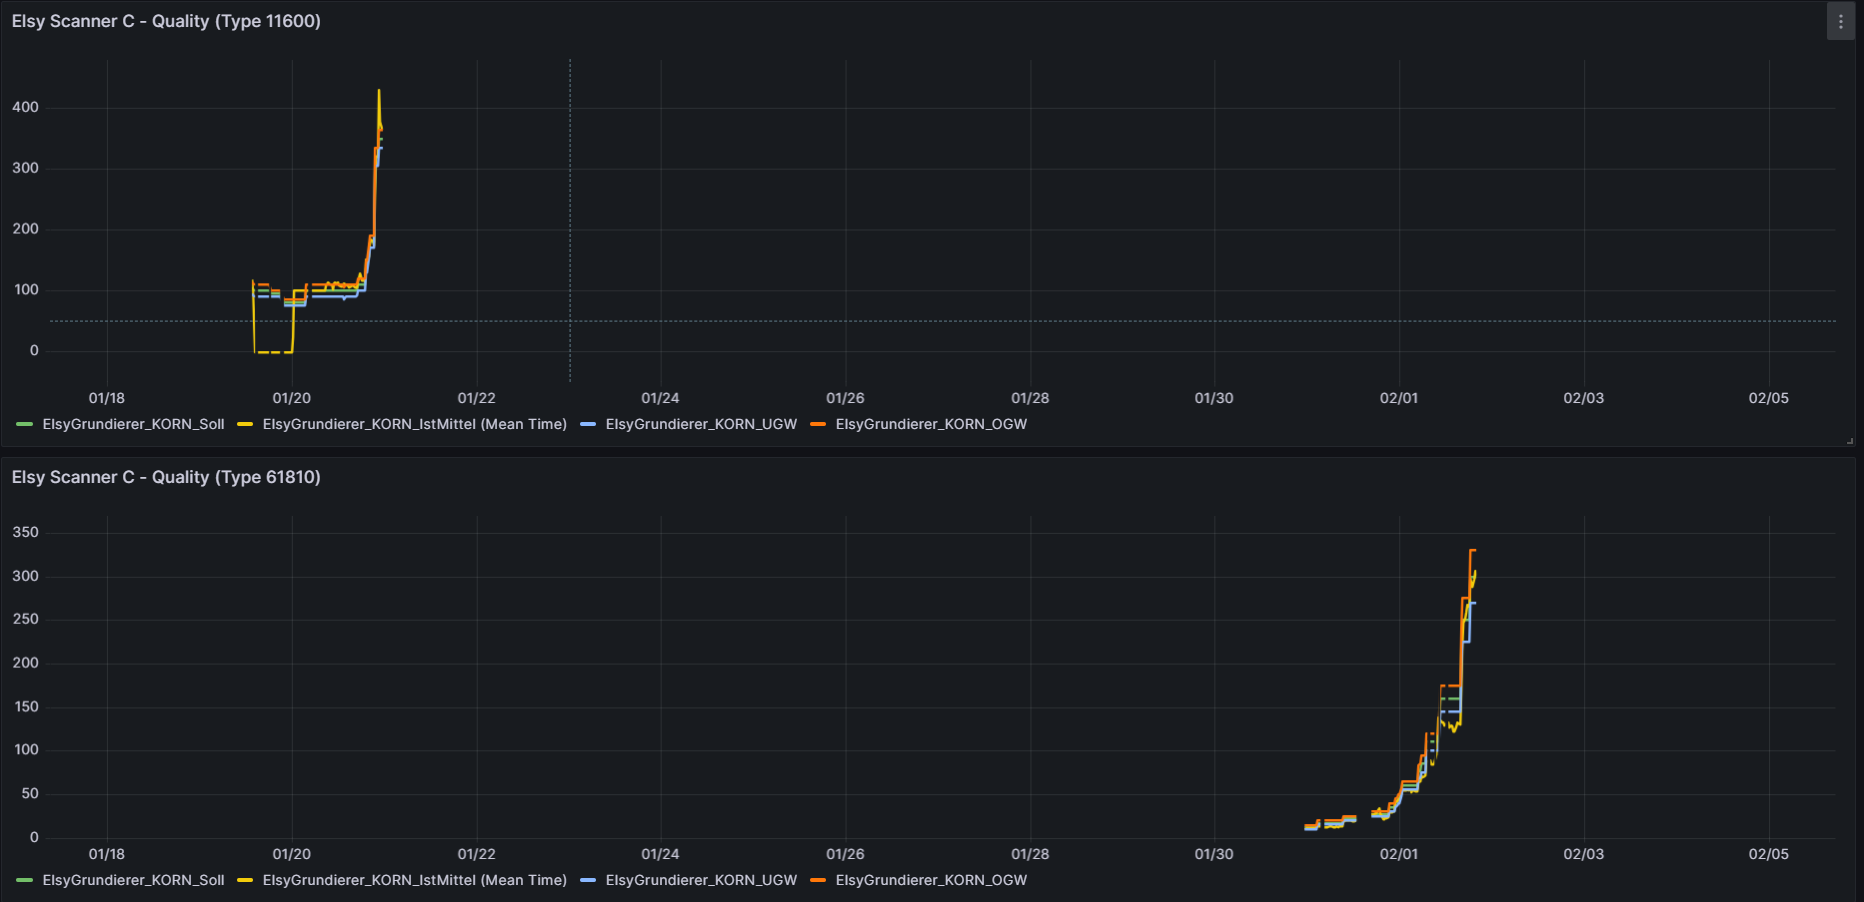 Elsy Scanner C - Quality (Type 11600)
400
300
200
100
0
01/18 01/20 01/22 01/24 01/26 01/28 01/30 02/01 02/03 02/05
ElsyGrundierer_KORN_Soll ElsyGrundierer_KORN_IstMittel (Mean Time) ElsyGrundierer_KORN_UGW ElsyGrundierer_KORN_OGW
Elsy Scanner C - Quality (Type 61810)
350
300
250
200
150
100
50
0
01/18 01/20 01/22 01/24 01/26 01/28 01/30 02/01 02/03 02/05
ElsyGrundierer_KORN_Soll ElsyGrundierer_KORN_IstMittel (Mean Time) ElsyGrundierer_KORN_UGW ElsyGrundierer_KORN_OGW